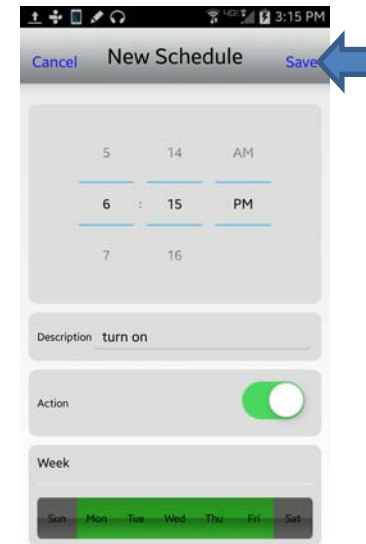 3:15 PM
Cancel New Schedule Save
5 14 AM
6 : 15 PM
7 16
Description turn on
Action
Week
Sun Mon Tue Wed Thu Fri Sat